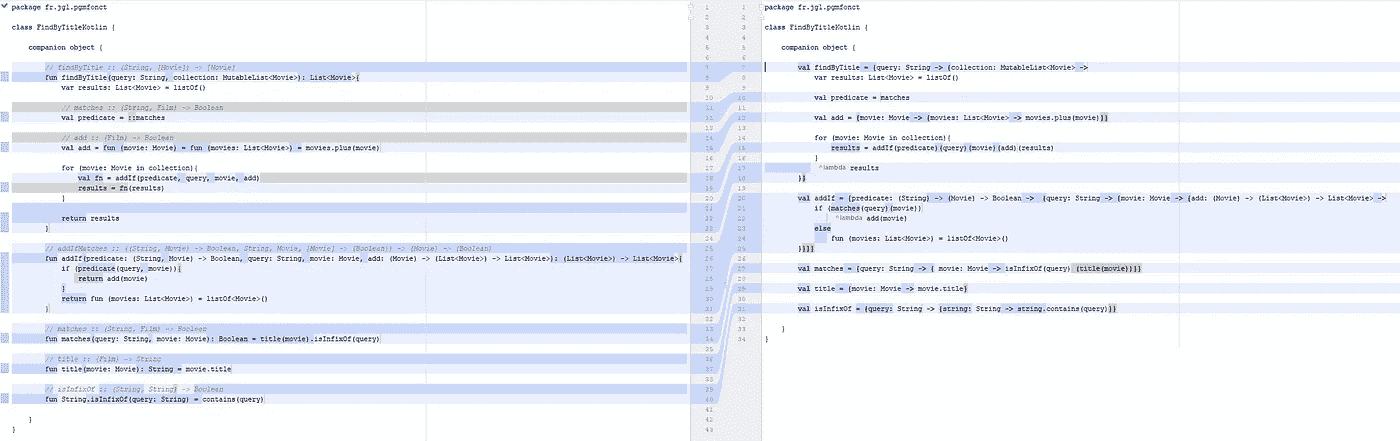 package fr.jgl.pgmfonct
class FindByTitleKotlin {
companion object {
// findByTitle :: (String, [Movie]) -> [Movie]
fun findByTitle(query: String, collection: MutableList<Movie>): List<Movie>{
var results: List<Movie> = listOf()
// matches :: (String, Film) -> Boolean
val predicate = ::matches
// add :: (Film) -> Boolean
val add = fun (movie: Movie) = fun (movies: List<Movie>) = movies.plus(movie)
for (movie: Movie in collection){
val fn = addIf(predicate, query, movie, add)
results = fn(results)
}
return results
}
// addIfMatches :: ((String, Movie) -> Boolean, String, Movie, [Movie] -> [Boolean]) -> (Movie) -> [Boolean]
fun addIf(predicate: (String, Movie) -> Boolean, query: String, movie: Movie, add: (Movie) -> (List<Movie>) -> List<Movie>): (List<Movie>) -> List<Movie>{
if (predicate(query, movie)){
return add(movie)
}
return fun (movies: List<Movie>) = listOf<Movie>()
}
// matches :: (String, Film) -> Boolean
fun matches(query: String, movie: Movie): Boolean = title(movie).isInfixOf(query)
// title :: (Film) -> String
fun title(movie: Movie): String = movie.title
// isInfixOf :: (String, String) -> Boolean
fun String.isInfixOf(query: String) = contains(query)
}
}
1 1
2 2
3 3
4 4
5 5
6 6
7 7
8 8
9 9
10 10
11 11
12 12
13 13
14 14
15 15
16 16
17 17
18 18
19 19
20 20
21 21
22 22
23 23
24 24
25 25
26 26
27 27
28 28
29 29
30 30
31 31
32 32
33 33
34 34
35
36
37
38
39
40
41
42
43
package fr.jgl.pgmfonct
class FindByTitleKotlin {
companion object {
val findByTitle = {query: String -> {collection: MutableList<Movie> ->
var results: List<Movie> = listOf()
val predicate = matches
val add = {movie: Movie -> {movies: List<Movie> -> movies.plus(movie)}}
for (movie: Movie in collection){
results = addIf(predicate)(query)(movie)(add)(results)
}
^lambda results
}}
val addIf = {predicate: (String) -> (Movie) -> Boolean -> {query: String -> {movie: Movie -> {add: (Movie) -> (List<Movie>) -> List<Movie> ->
if (matches(query)(movie))
^lambda add(movie)
else
fun (movies: List<Movie>) = listOf<Movie>()
}}}}
val matches = {query: String -> { movie: Movie -> isInfixOf(query) (title(movie))}}
val title = {movie: Movie -> movie.title}
val isInfixOf = {query: String -> {string: String -> string.contains(query)}}
}
}